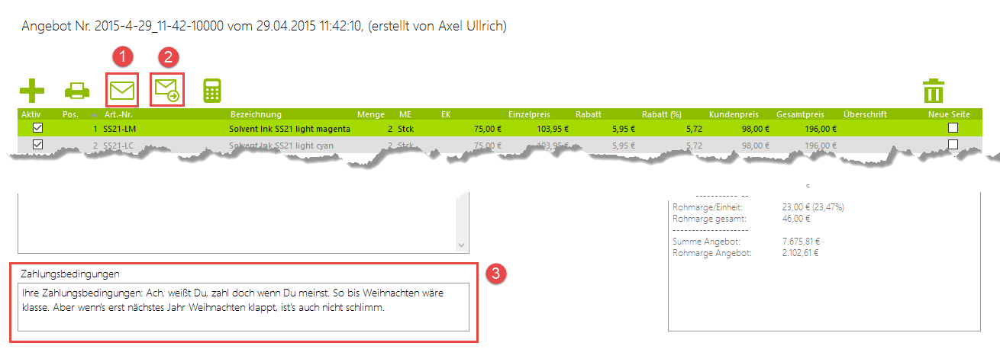 Angebot Nr. 2015-4-29_11-42-10000 vom 29.04.2015 11:42:10, (erstellt von Axel Ullrich)
1 2
Aktiv Pos. Art.-Nr. Bezeichnung Menge ME EK Einzelpreis Rabatt Rabatt (%) Kundenpreis Gesamtpreis Überschrift Neue Seite
1 SS21-LM Solvent Ink SS21 light magenta 2 Stck 75,00 € 103,95 € 5,95 € 5,72 98,00 € 196,00 €
2 SS21-LC Solvent Ink SS21 light cyan 2 Stck 75,00 € 103,95 € 5,95 € 5,72 98,00 € 196,00 €
Rohmarge/Einheit: 23,00 € (23,47%)
Rohmarge gesamt: 46,00 €
-------------------
Summe Angebot: 7.675,81 €
Rohmarge Angebot: 2.102,61 €
3
Zahlungsbedingungen
Ihre Zahlungsbedingungen: Ach, weißt Du, zahl doch wenn Du meinst. So bis Weihnachten wäre
klasse. Aber wenn's erst nächstes Jahr Weihnachten klappt, ist's auch nicht schlimm.